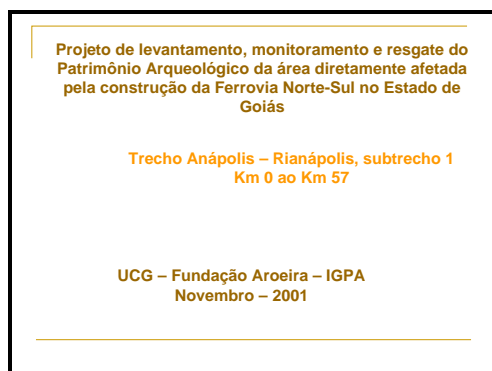 Projeto de levantamento, monitoramento e resgate do
Patrimônio Arqueológico da área diretamente afetada
pela construção da Ferrovia Norte-Sul no Estado de
Goiás
Trecho Anápolis – Rianápolis, subtrecho 1
Km 0 ao Km 57
UCG – Fundação Aroeira – IGPA
Novembro – 2001